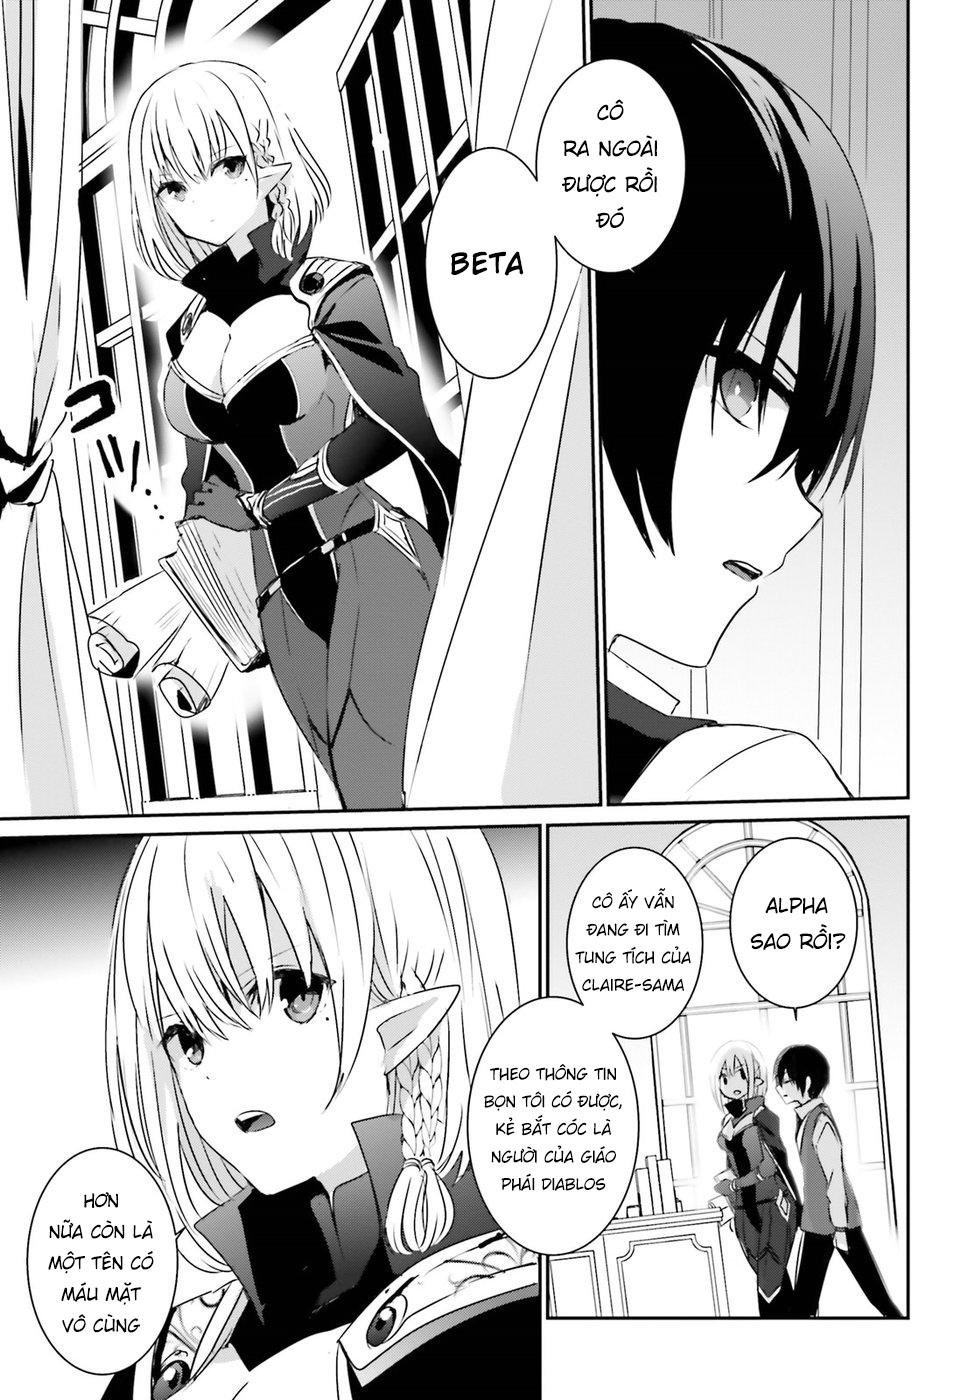 CÔ
RA NGOÀI
ĐƯỢC RỒI
ĐÓ
BETA
コ
ツ
ALPHA
SAO RỒI?
CÔ ẤY VẪN
ĐANG ĐI TÌM
TUNG TÍCH CỦA
CLAIRE-SAMA
THEO THÔNG TIN
BỌN TÔI CÓ ĐƯỢC,
KẺ BẮT CÓC LÀ
NGƯỜI CỦA GIÁO
PHÁI DIABLOS
HƠN
NỮA CÒN LÀ
MỘT TÊN CÓ
MÁU MẶT
VÔ CÙNG